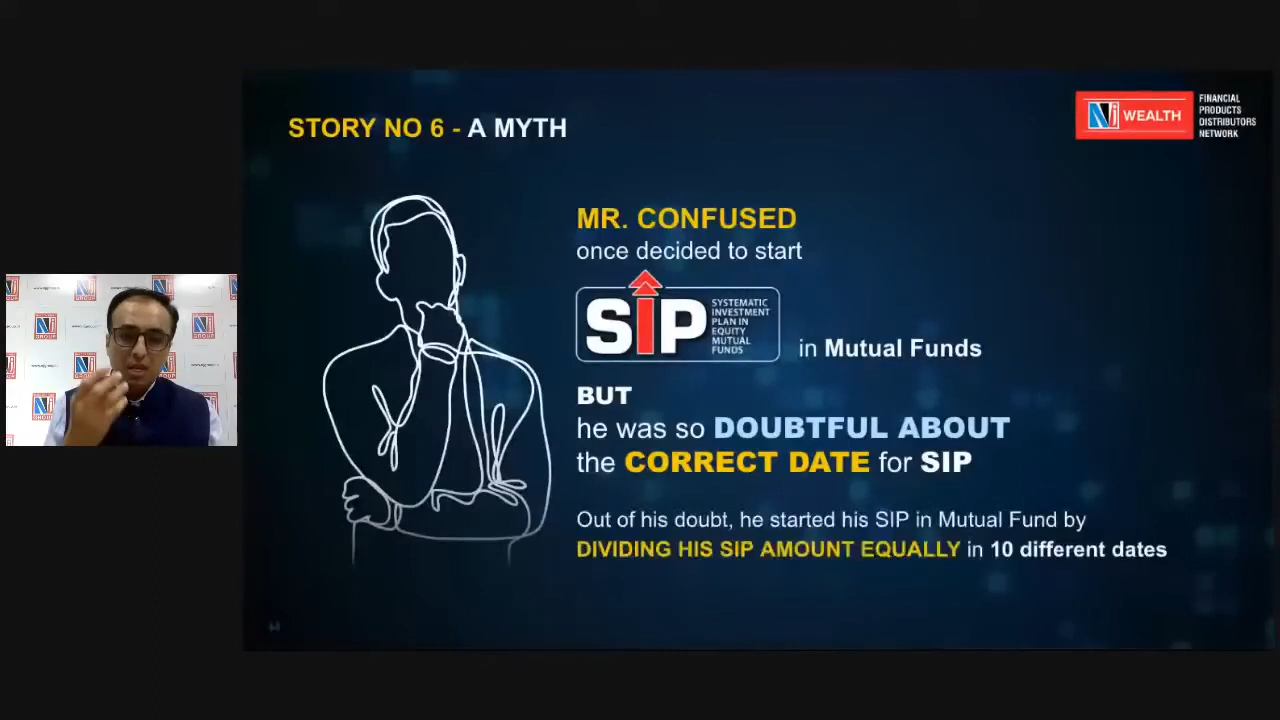 STORY NO 6 - A MYTH
NJ WEALTH
FINANCIAL
PRODUCTS
DISTRIBUTORS
NETWORK
MR. CONFUSED
once decided to start
SIP
SYSTEMATIC
INVESTMENT
PLAN IN
EQUITY
MUTUAL
FUNDS
in Mutual Funds
BUT
he was so DOUBTFUL ABOUT
the CORRECT DATE for SIP
Out of his doubt, he started his SIP in Mutual Fund by
DIVIDING HIS SIP AMOUNT EQUALLY in 10 different dates
NJ
GROUP